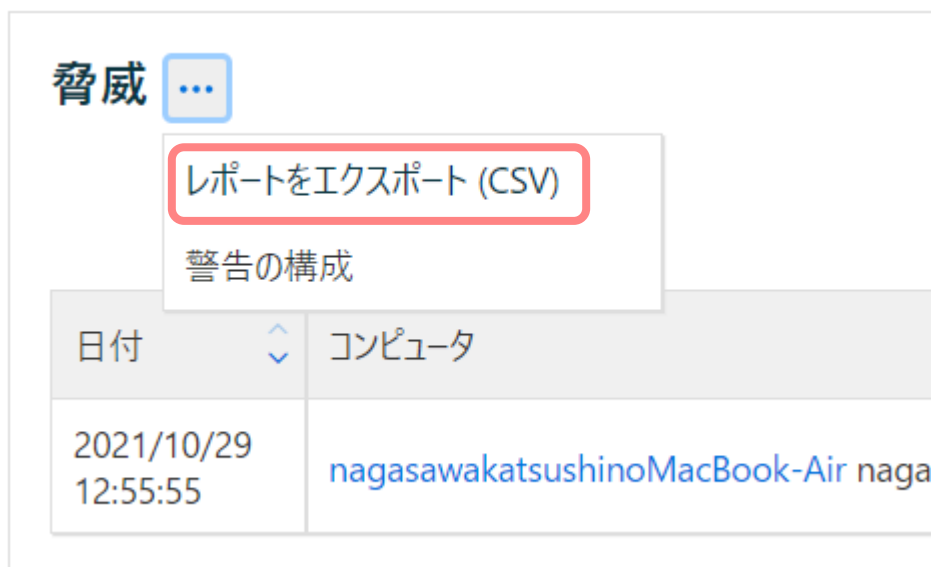 脅威 ...
レポートをエクスポート (CSV)
警告の構成
日付 コンピュータ
2021/10/29
12:55:55
nagasawakatsushinoMacBook-Air naga